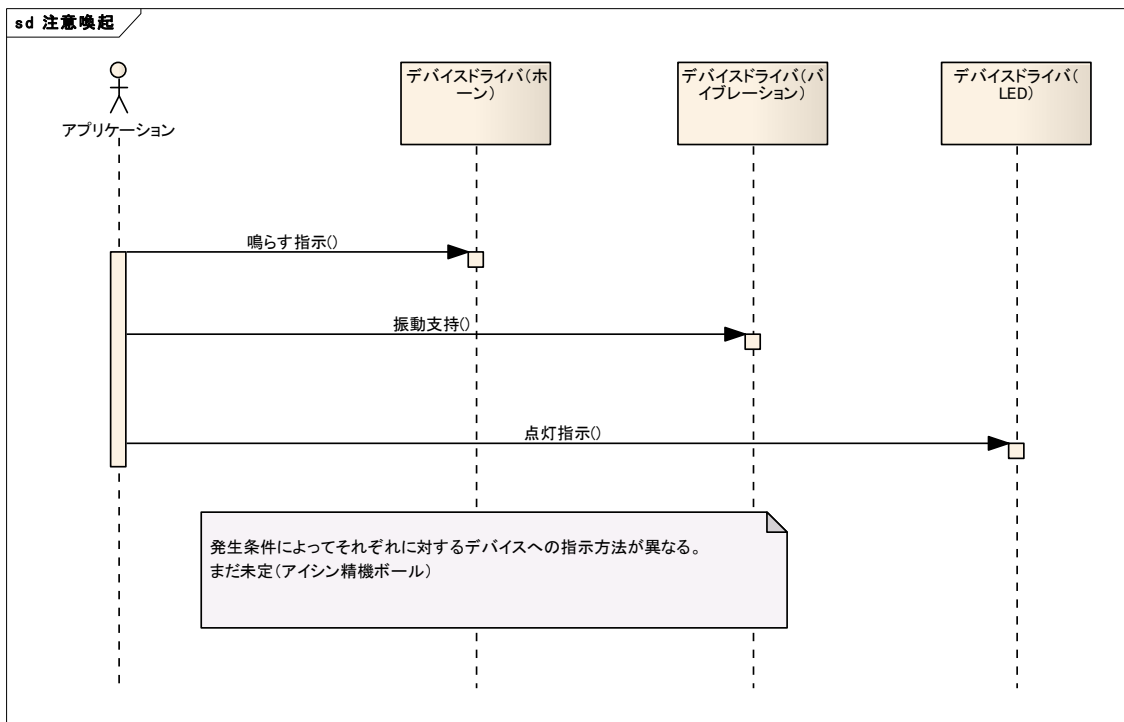 sd 注意喚起
アプリケーション
デバイスドライバ(ホ
ーン)
デバイスドライバ(バ
イブレーション)
デバイスドライバ(
LED)
鳴らす指示()
振動支持()
点灯指示()
発生条件によってそれぞれに対するデバイスへの指示方法が異なる。
まだ未定(アイシン精機ボール)